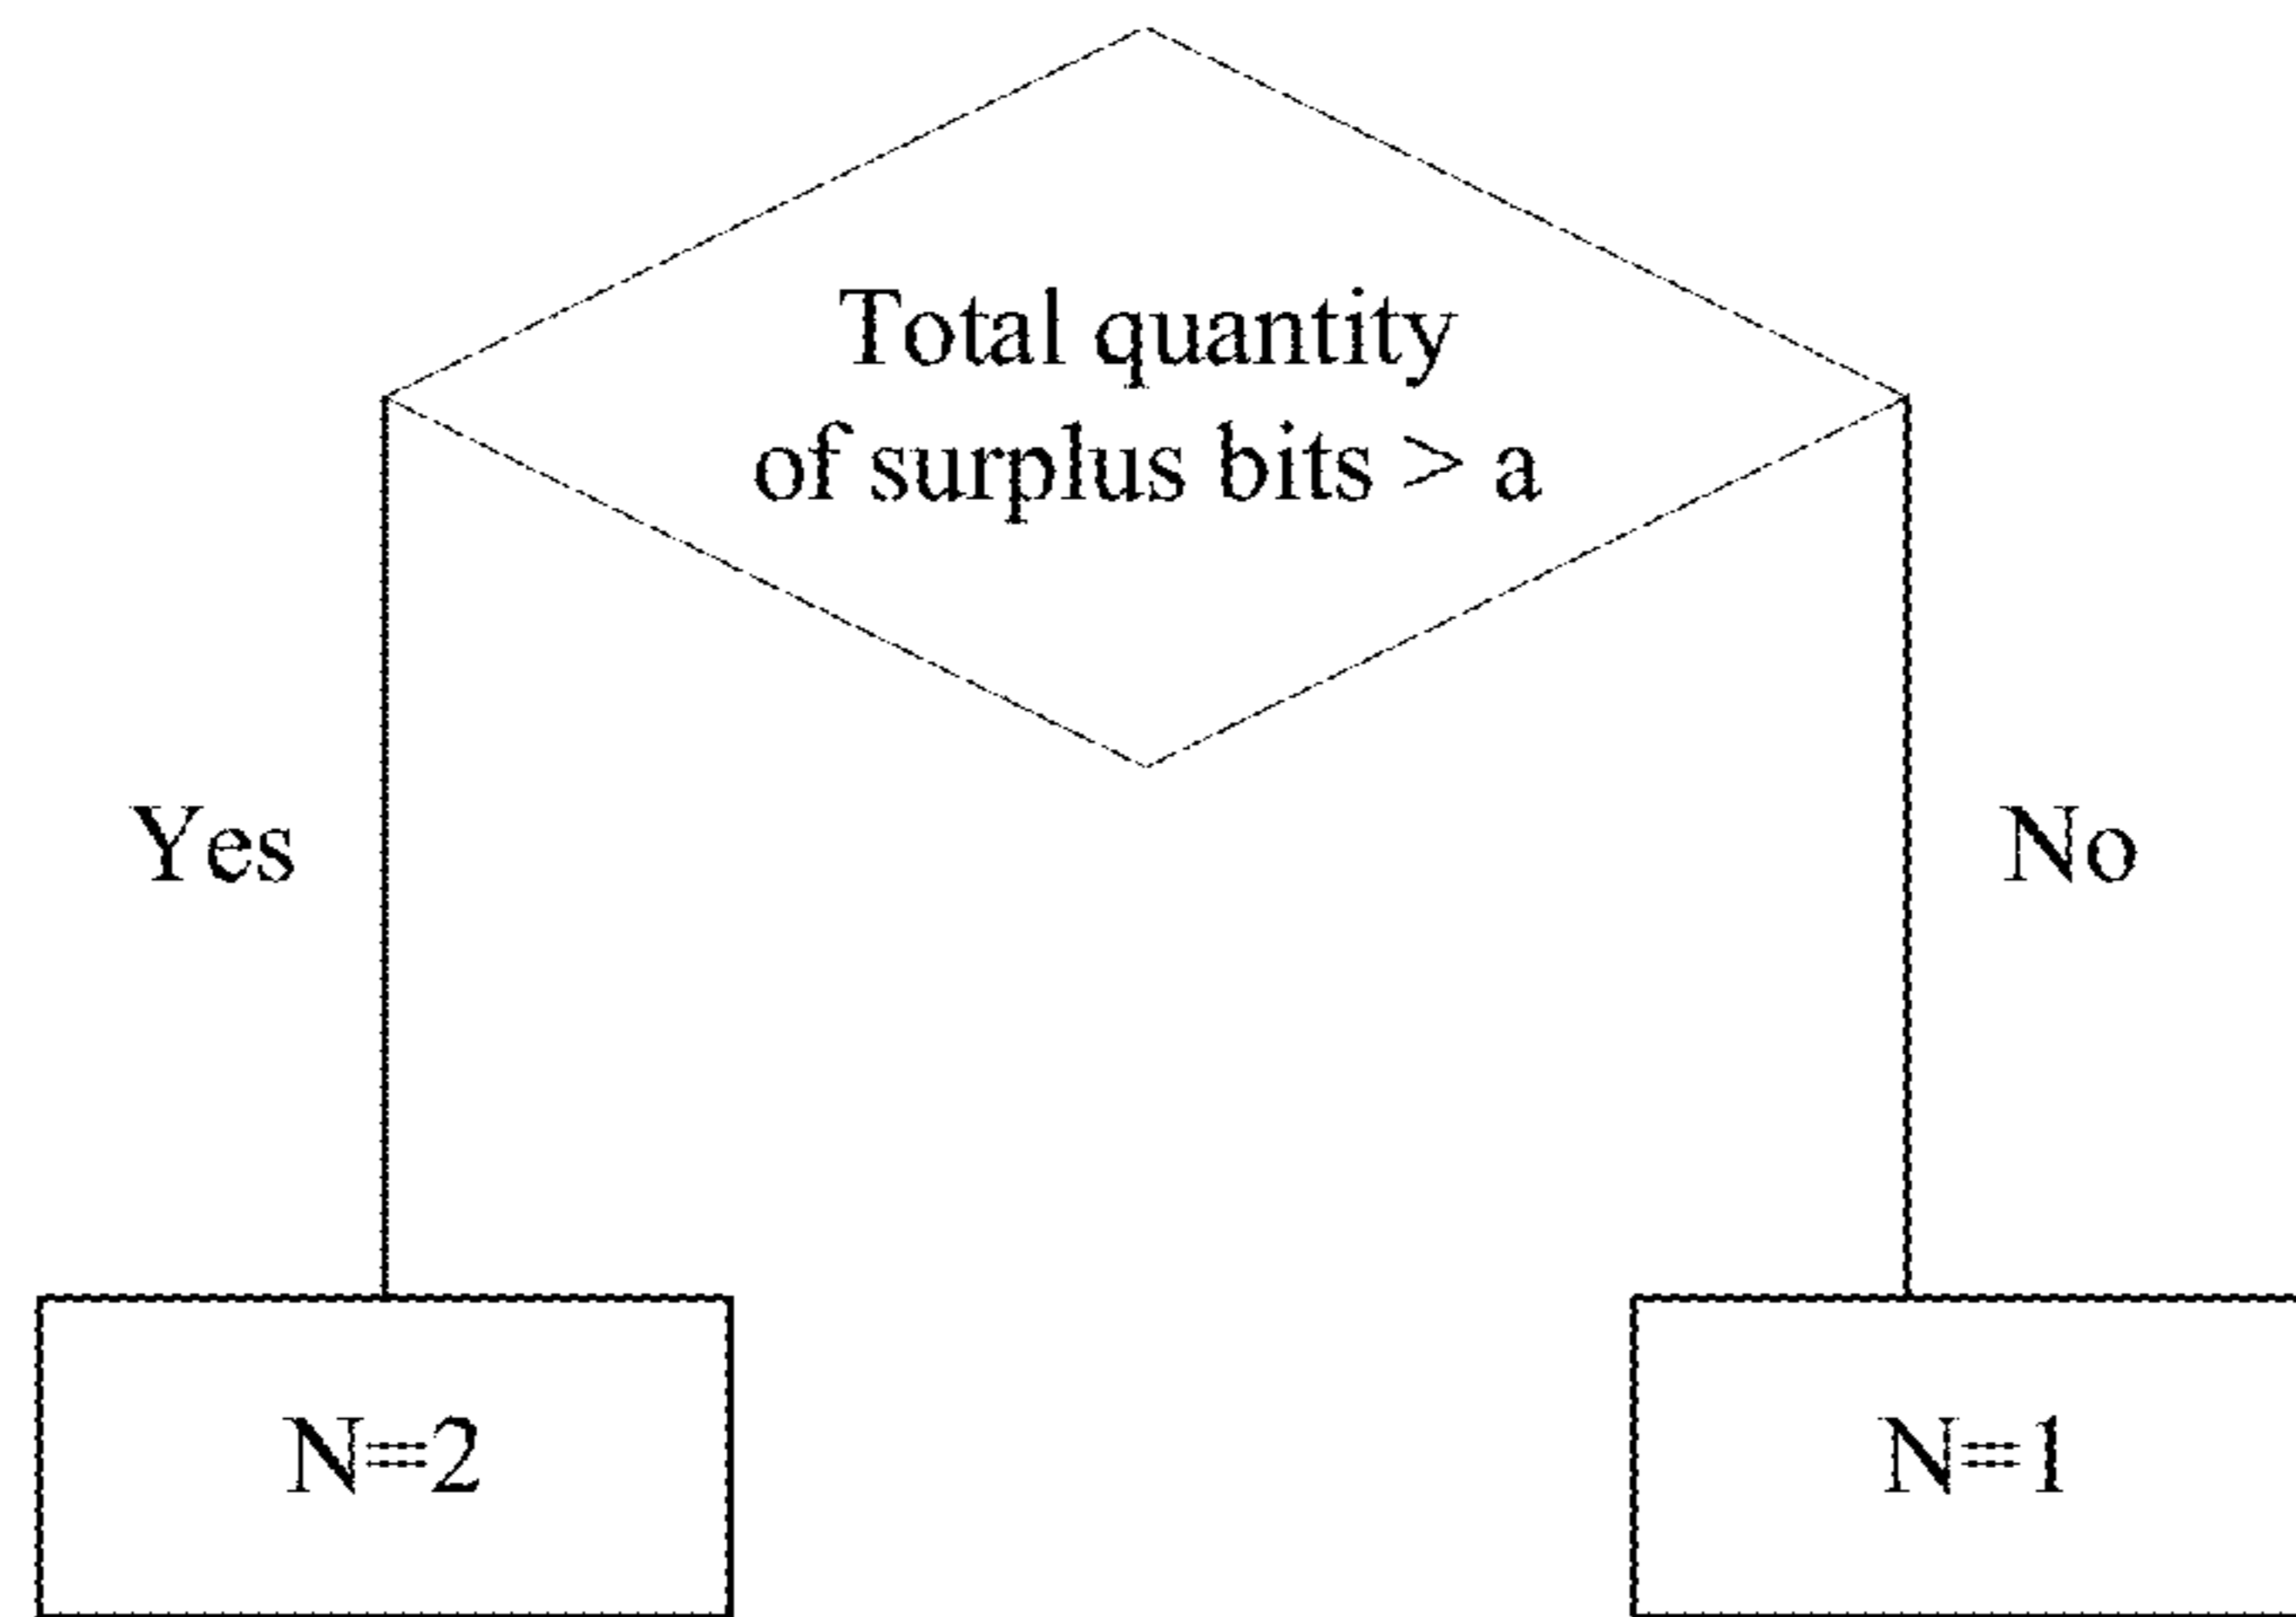 Total quantity
of surplus bits > a
Yes
No
N=2
N=1